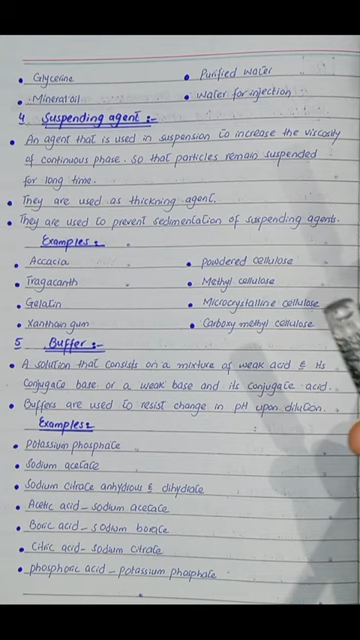 • Glycerine • Purified water
• Mineral oil • Water for injection
4 Suspending agent :-
• An agent that is used in suspension to increase the viscosity
of continuous phase. So that particles remain suspended
for long time.
• They are used as thickning agent.
• They are used to prevent sedimentation of suspending agents.
Examples :
• Accacia • powdered cellulose
• Tragacanth • Methyl cellulose
• Gelatin • Microcrystalline cellulose
• Xanthain gum • Carboxy methyl cellulose
5 Buffer :-
• A solution that consists on a mixture of weak acid & its
conjugate base or a weak base and its conjugate acid.
• Buffers are used to resist change in pH upon dilution.
Examples :
• potassium phosphate
• Sodium acetate
• Sodium citrate anhydious & dihydrate
• Acetic acid - sodium acetate
• Boric acid - sodium borate
• Citric acid - sodium citrate
• phosphoric acid - potassium phosphate